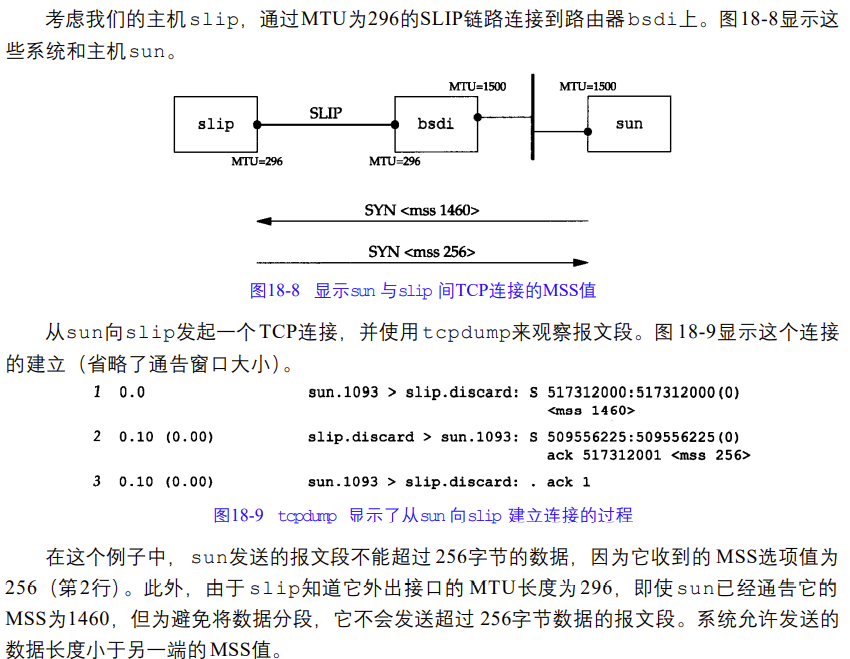 考虑我们的主机slip，通过MTU为296的SLIP链路连接到路由器bsdi上。图18-8显示这
些系统和主机sun。
MTU=1500 MTU=1500
slip SLIP bsdi sun
MTU=296 MTU=296
SYN <mss 1460>
SYN <mss 256>
图18-8 显示sun 与slip 间TCP连接的MSS值
从sun向slip发起一个TCP连接，并使用tcpdump来观察报文段。图18-9显示这个连接
的建立（省略了通告窗口大小）。
1 0.0 sun.1093 > slip.discard: S 517312000:517312000(0)
<mss 1460>
2 0.10 (0.00) slip.discard > sun.1093: S 509556225:509556225(0)
ack 517312001 <mss 256>
3 0.10 (0.00) sun.1093 > slip.discard: . ack 1
图18-9 tcpdump 显示了从sun 向slip 建立连接的过程
在这个例子中，sun发送的报文段不能超过256字节的数据，因为它收到的MSS选项值为
256（第2行）。此外，由于slip知道它外出接口的MTU长度为296，即使sun已经通告它的
MSS为1460，但为避免将数据分段，它不会发送超过256字节数据的报文段。系统允许发送的
数据长度小于另一端的MSS值。